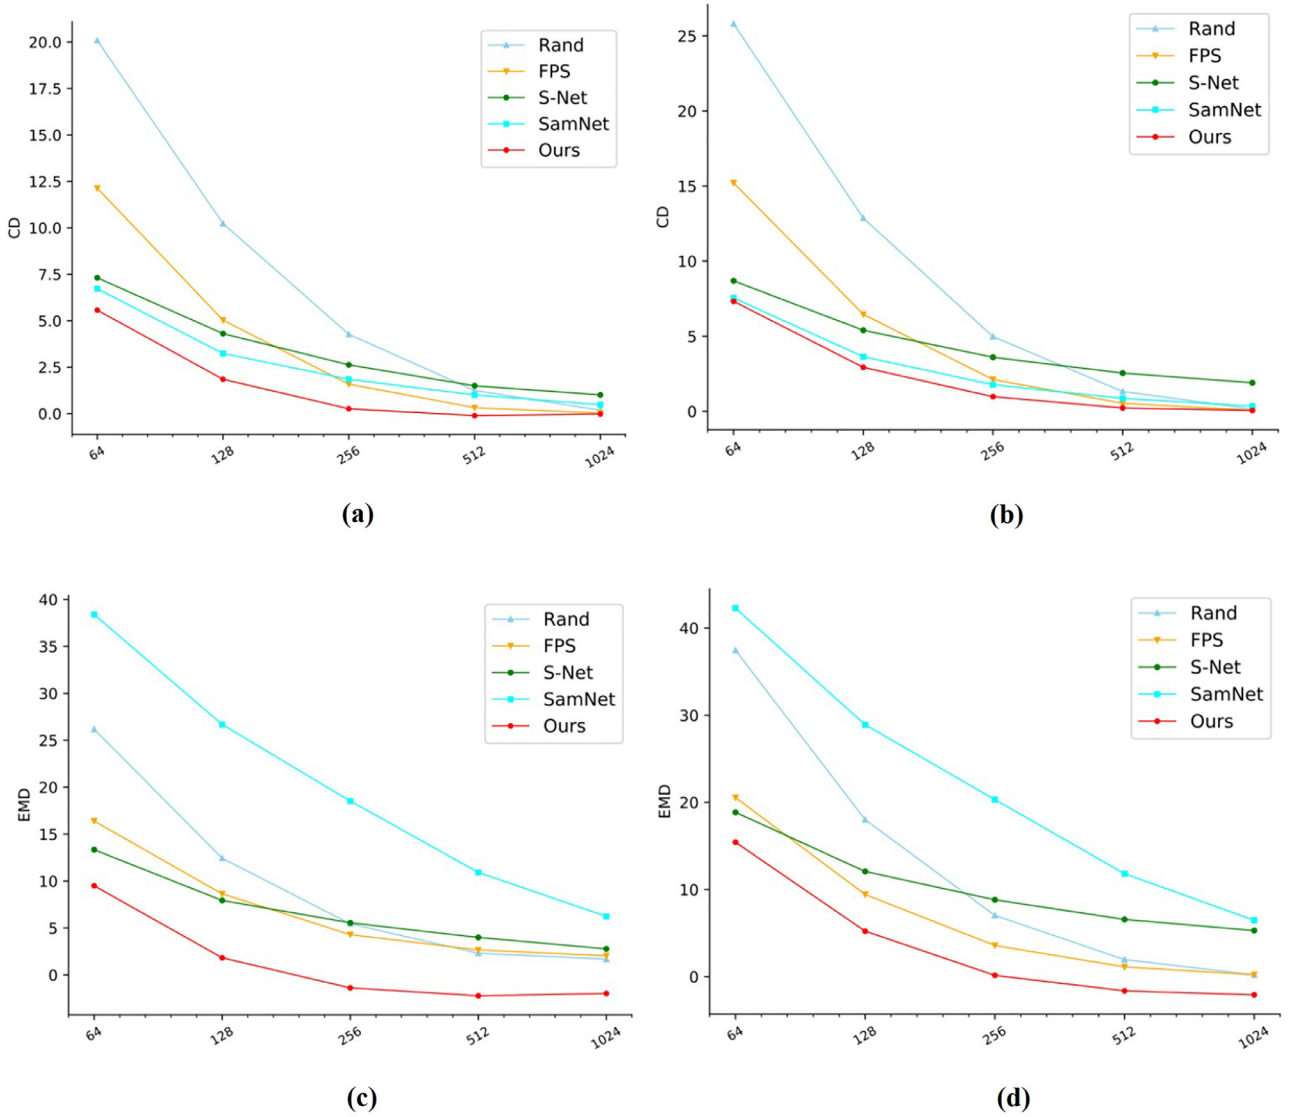 20.0
17.5
15.0
12.5
10.0
7.5
5.0
2.5
0.0
CD
64
128
256
512
1024
Rand
FPS
S-Net
SamNet
Ours
(a)
25
20
15
10
5
0
CD
64
128
256
512
1024
Rand
FPS
S-Net
SamNet
Ours
(b)
40
35
30
25
20
15
10
5
0
EMD
64
128
256
512
1024
Rand
FPS
S-Net
SamNet
Ours
(c)
40
30
20
10
0
EMD
64
128
256
512
1024
Rand
FPS
S-Net
SamNet
Ours
(d)